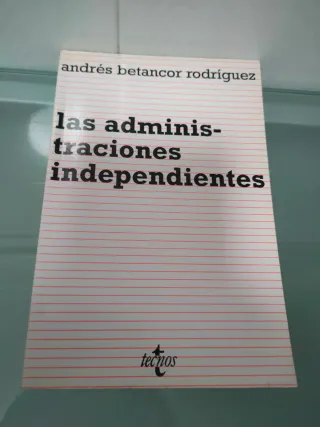 andrés betancor rodríguez
las adminis-
traciones
independientes
tecnos